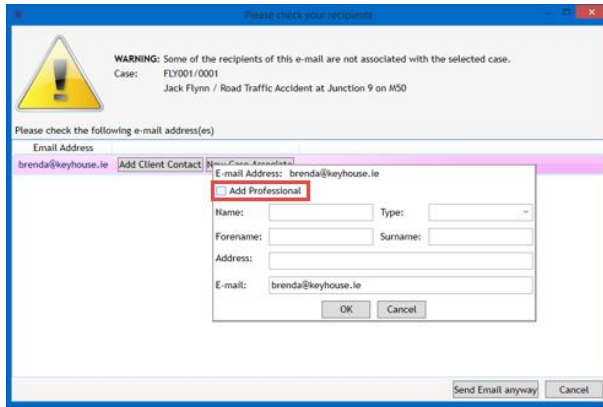 Please check your recipients
WARNING: Some of the recipients of this e-mail are not associated with the selected case.
Case: FLY001/0001
Jack Flynn / Road Traffic Accident at Junction 9 on M50
Please check the following e-mail address(es)
Email Address
brenda@keyhouse.ie Add Client Contact New Case Associate
E-mail Address: brenda@keyhouse.ie
Add Professional
Name: Type:
Forename: Surname:
Address:
E-mail: brenda@keyhouse.ie
OK Cancel
Send Email anyway Cancel